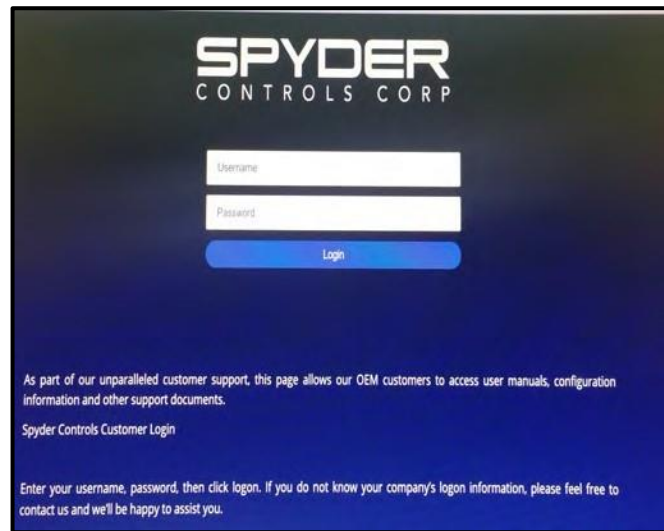 SPYDER
CONTROLS CORP
Username
Password
Login
As part of our unparalleled customer support, this page allows our OEM customers to access user manuals, configuration
information and other support documents.
Spyder Controls Customer Login
Enter your username, password, then click logon. If you do not know your company's logon information, please feel free to
contact us and we'll be happy to assist you.